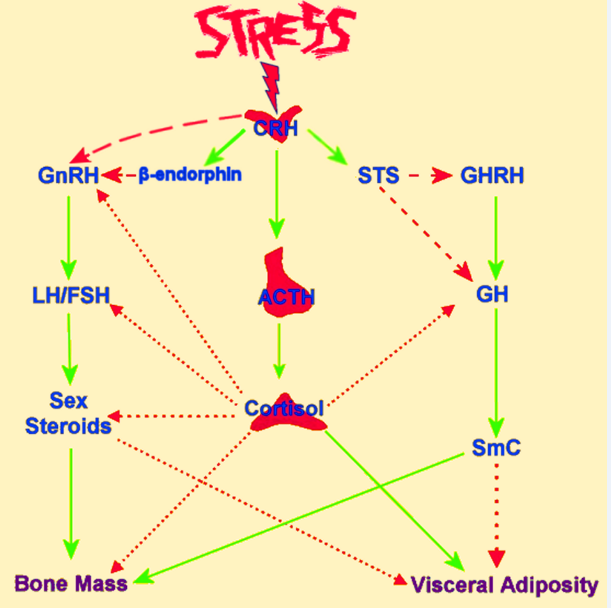 STRESS
CRH
GnRH
β-endorphin
STS
GHRH
LH/FSH
ACTH
GH
Sex
Steroids
Cortisol
SmC
Bone Mass
Visceral Adiposity